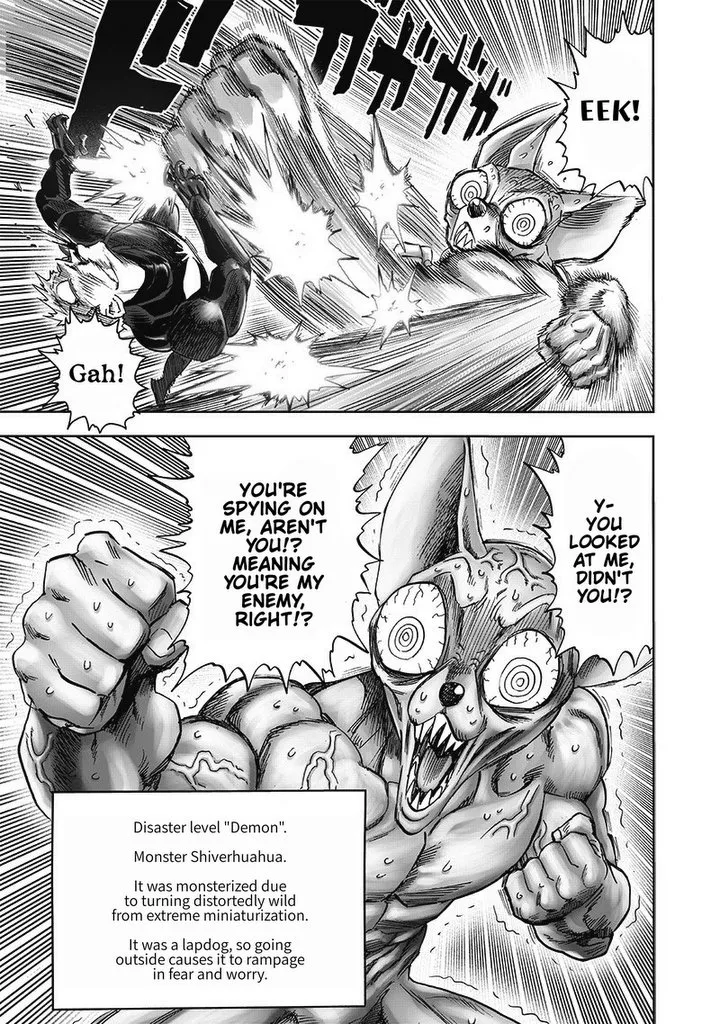 EEK!
ドガガガガ
Gah!
Y-
YOU
LOOKED
AT ME,
DIDN'T
YOU!?
YOU'RE
SPYING ON
ME, AREN'T
YOU!?
MEANING
YOU'RE MY
ENEMY,
RIGHT!?
Disaster level "Demon".
Monster Shiverhuahua.
It was monsterized due
to turning distortedly wild
from extreme miniaturization.
It was a lapdog, so going
outside causes it to rampage
in fear and worry.